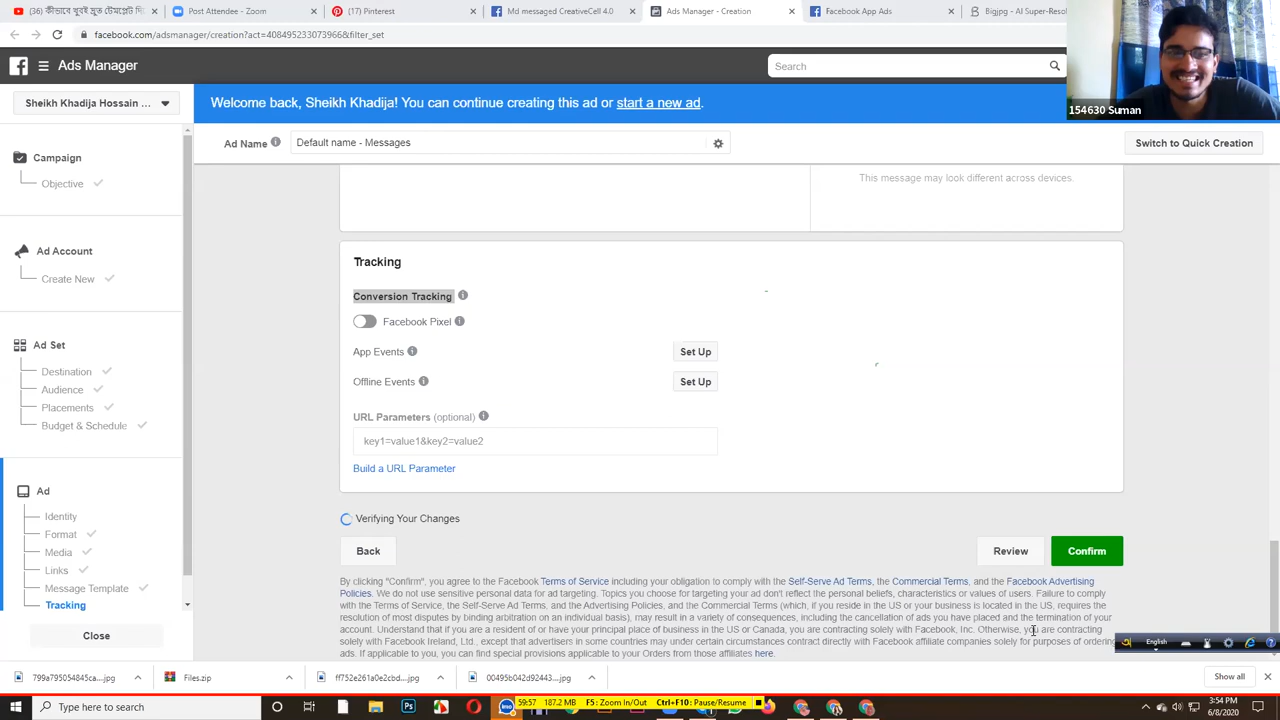 (36) কীভাবে খুবই দ্রুত টাইপিং শি
Post Attendee - Zoom
(17) Pinterest
Md messaged CreativeCell 4.0
Ads Manager - Creation
Facebook App Ads
Bigjpg - AI Super-Resol
facebook.com/adsmanager/creation?act=408495233073966&filter_set
Ads Manager
Search
154630 Suman
Sheikh Khadija Hossain ...
Welcome back, Sheikh Khadija! You can continue creating this ad or start a new ad.
Ad Name
Default name - Messages
Switch to Quick Creation
Campaign
Objective
Ad Account
Create New
Ad Set
Destination
Audience
Placements
Budget & Schedule
Ad
Identity
Format
Media
Links
Message Template
Tracking
Close
This message may look different across devices.
Tracking
Conversion Tracking
Facebook Pixel
App Events
Set Up
Offline Events
Set Up
URL Parameters (optional)
key1=value1&key2=value2
Build a URL Parameter
Verifying Your Changes
Back
Review
Confirm
By clicking "Confirm", you agree to the Facebook Terms of Service including your obligation to comply with the Self-Serve Ad Terms, the Commercial Terms, and the Facebook Advertising
Policies. We do not use sensitive personal data for ad targeting. Topics you choose for targeting your ad don't reflect the personal beliefs, characteristics or values of users. Failure to
comply with the Terms of Service, the Self-Serve Ad Terms, and the Advertising Policies, and the Commercial Terms (which, if you reside in the US or your business is located in the US, requires the
resolution of most disputes by binding arbitration on an individual basis), may result in a variety of consequences, including the cancellation of ads you have placed and the termination of your
account. Understand that if you are a resident of or have your principal place of business in the US or Canada, you are contracting solely with Facebook, Inc. Otherwise, you are contracting
solely with Facebook Ireland, Ltd., except that advertisers in some countries may under certain circumstances contract directly with Facebook affiliate companies solely for purposes of ordering
ads. If applicable to you, you can find special provisions applicable to your Orders from those affiliates here.
English
799a795054845ca....jpg
Files.zip
ff752e261a0e2cbd....jpg
00495b042d92443....jpg
Show all
Type here to search
59:57
187.2 MB
F5: Zoom In/Out
Ctrl+F10: Pause/Resume
3:54 PM
6/8/2020